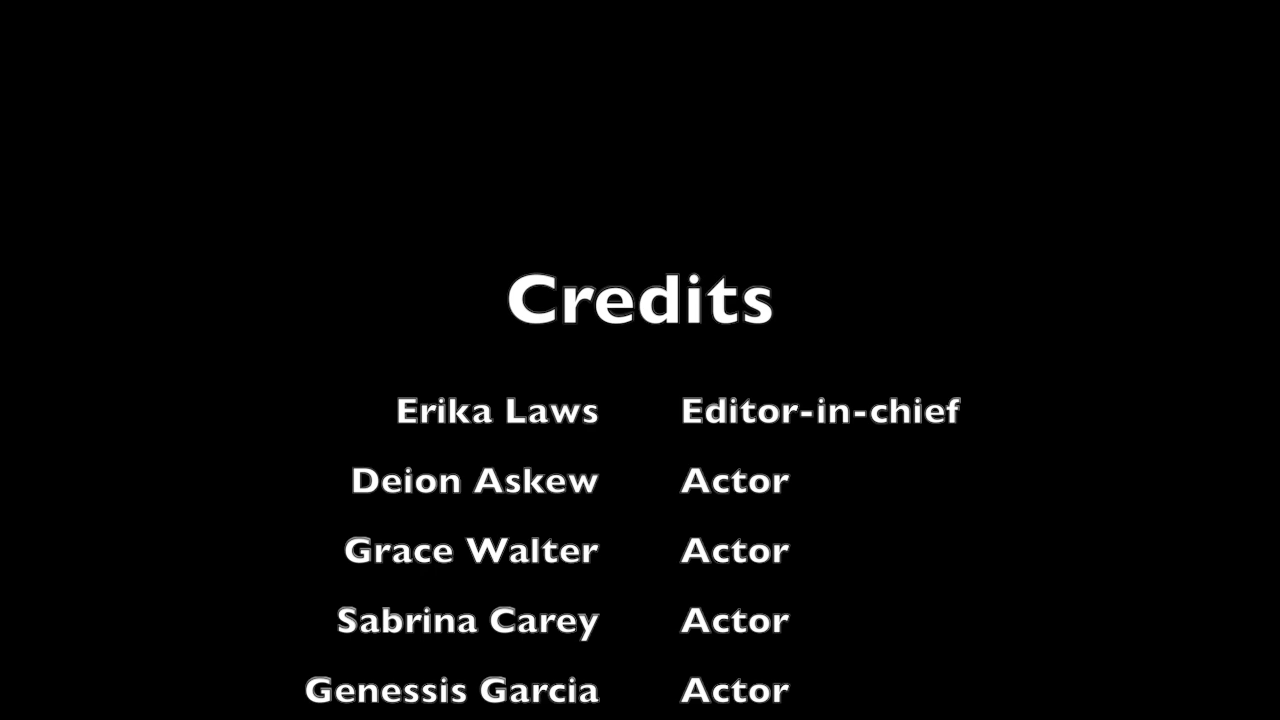 Credits
Erika Laws Editor-in-chief
Deion Askew Actor
Grace Walter Actor
Sabrina Carey Actor
Genessis Garcia Actor